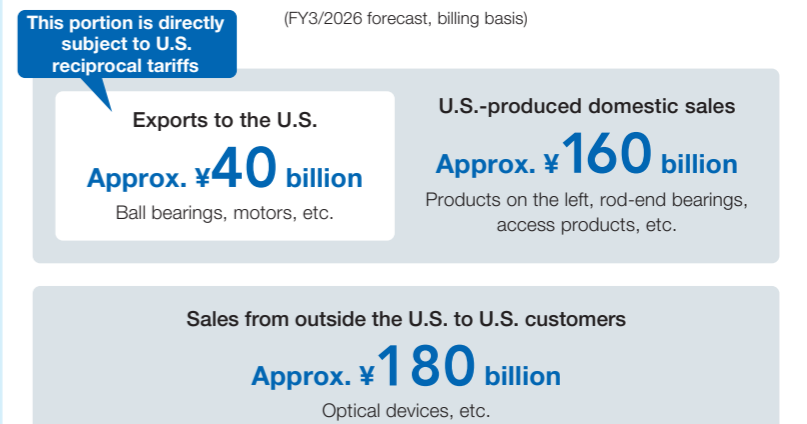 This portion is directly
subject to U.S.
reciprocal tariffs
(FY3/2026 forecast, billing basis)
Exports to the U.S.
Approx. ¥40 billion
Ball bearings, motors, etc.
U.S.-produced domestic sales
Approx. ¥160 billion
Products on the left, rod-end bearings,
access products, etc.
Sales from outside the U.S. to U.S. customers
Approx. ¥180 billion
Optical devices, etc.